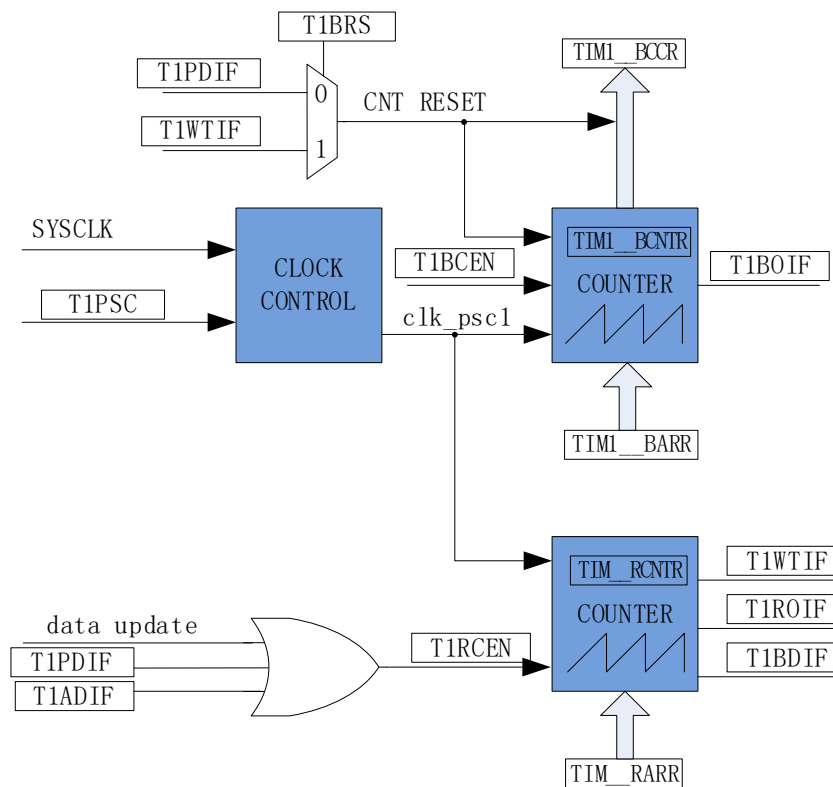 T1BRS
T1PDIF
0
T1WTIF
1
CNT RESET
TIM1__BCCR
SYSCLK
T1PSC
CLOCK
CONTROL
clk_psc1
T1BCEN
TIM1__BCNTR
COUNTER
T1BOIF
TIM1__BARR
data update
T1PDIF
T1ADIF
T1RCEN
TIM__RCNTR
COUNTER
T1WTIF
T1ROIF
T1BDIF
TIM__RARR